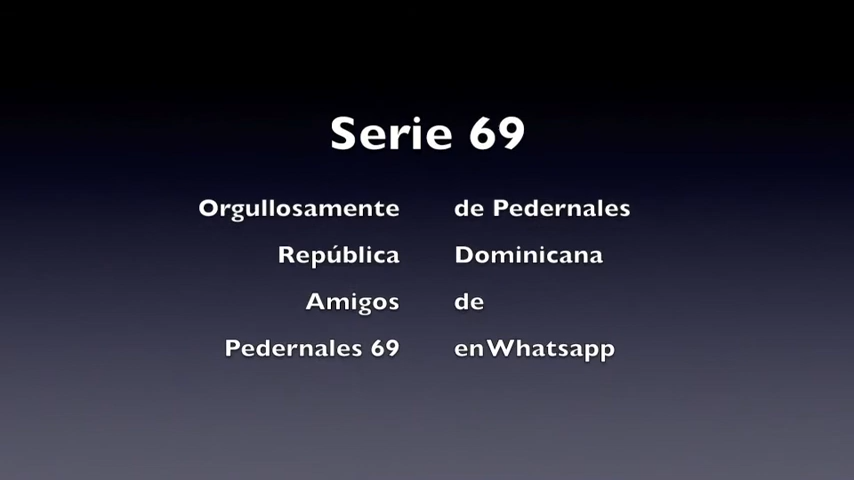 Serie 69
Orgullosamente de Pedernales
República Dominicana
Amigos de
Pedernales 69 enWhatsapp